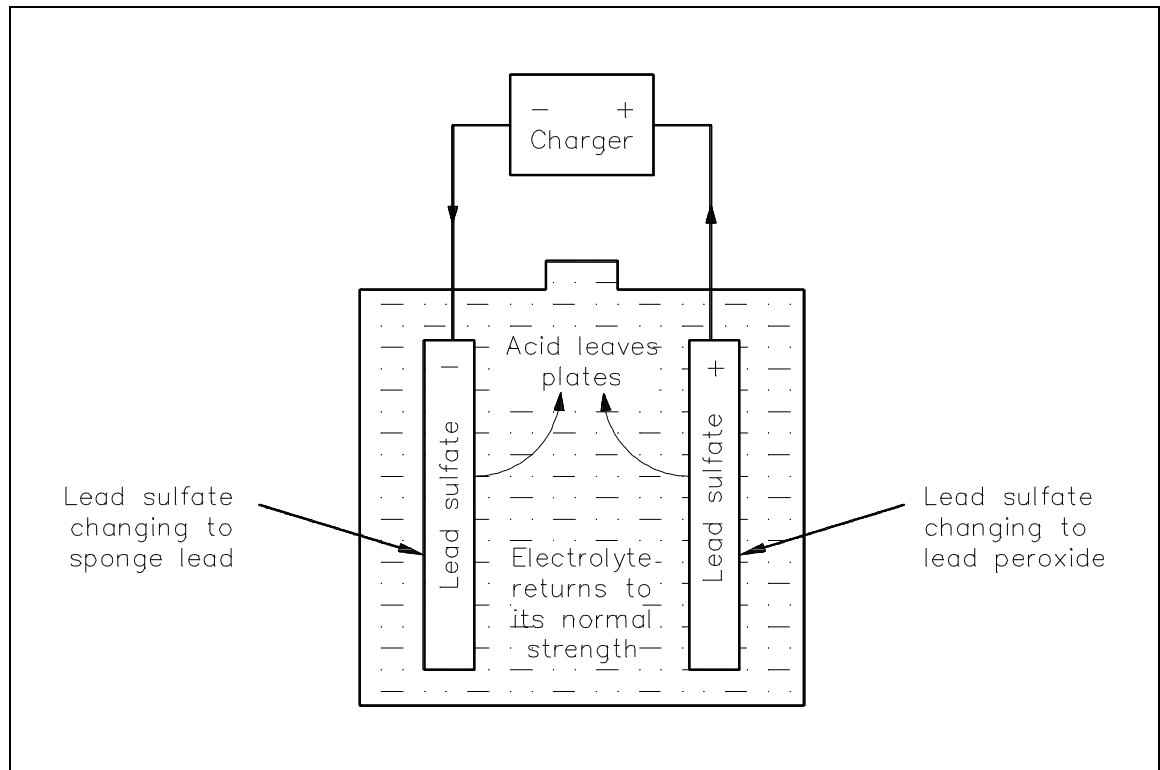 - +
Charger
Acid leaves
plates
-
+
Lead sulfate
Lead sulfate
Lead sulfate
changing to
sponge lead
Lead sulfate
changing to
lead peroxide
Electrolyte
returns to
its normal
strength